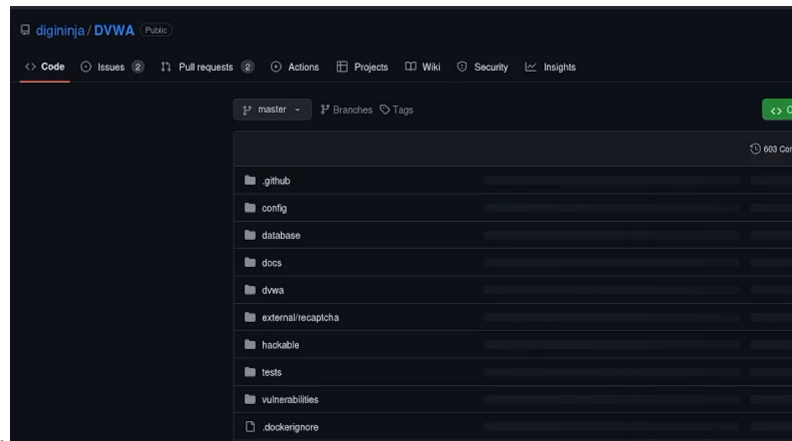 digininja / DVWA Public
Code Issues 2 Pull requests 2 Actions Projects Wiki Security Insights
master Branches Tags
603
.github
config
database
docs
dvwa
external/recaptcha
hackable
tests
vulnerabilities
.dockerignore